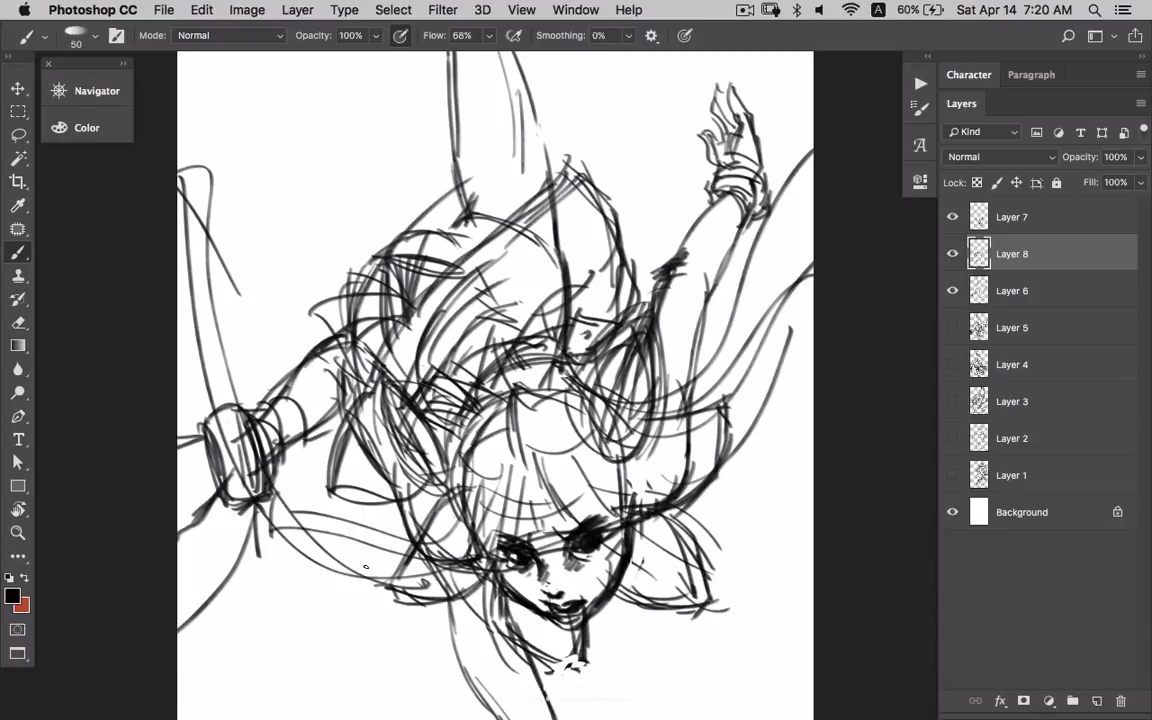 Photoshop CC File Edit Image Layer Type Select Filter 3D View Window Help A 60% Sat Apr 14 7:20 AM
50 Mode: Normal Opacity: 100% Flow: 68% Smoothing: 0%
Navigator
Color
Character Paragraph
Layers
Kind
Normal Opacity: 100%
Lock: Fill: 100%
Layer 7
Layer 8
Layer 6
Layer 5
Layer 4
Layer 3
Layer 2
Layer 1
Background